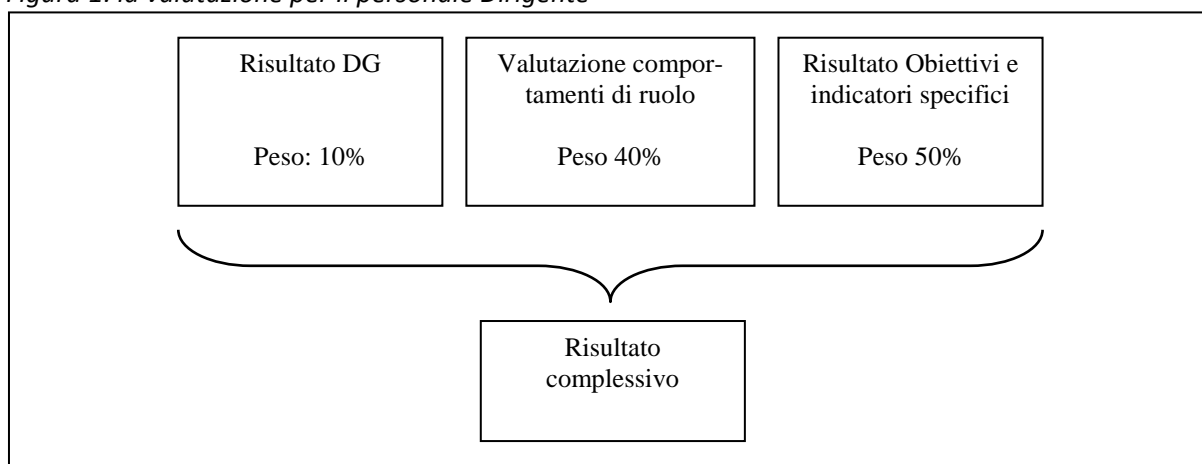 Figura 1: la valutazione per il personale Dirigente
Risultato DG
Peso: 10%
Valutazione compor-
tamenti di ruolo
Peso 40%
Risultato Obiettivi e
indicatori specifici
Peso 50%
Risultato
complessivo